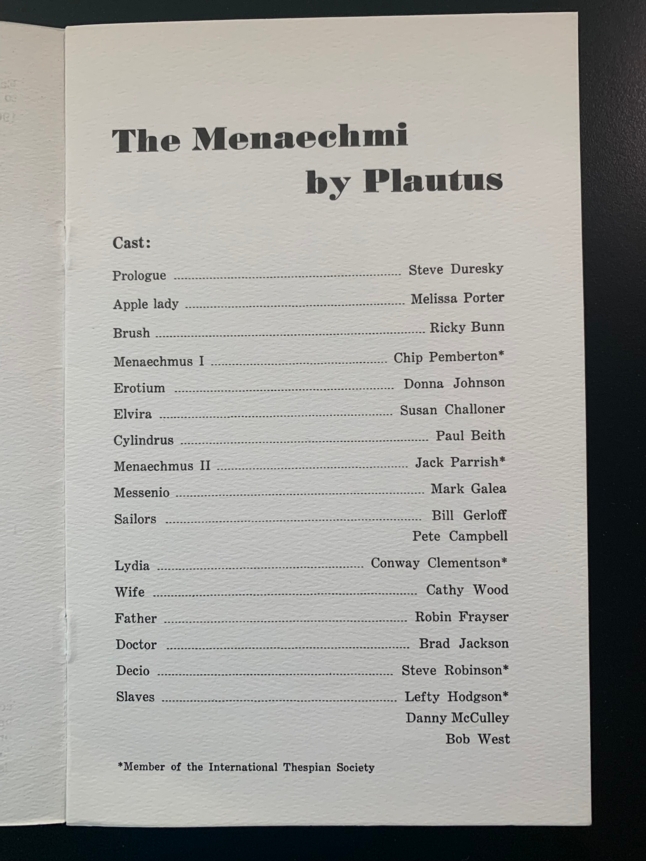 The Menaechmi
by Plautus
Cast:
Prologue ........................ Steve Duresky
Apple lady ........................ Melissa Porter
Brush ........................ Ricky Bunn
Menaechmus I ........................ Chip Pemberton*
Erotium ........................ Donna Johnson
Elvira ........................ Susan Challoner
Cylindrus ........................ Paul Beith
Menaechmus II ........................ Jack Parrish*
Messenio ........................ Mark Galea
Sailors ........................ Bill Gerloff
Pete Campbell
Lydia ........................ Conway Clementson*
Wife ........................ Cathy Wood
Father ........................ Robin Frayser
Doctor ........................ Brad Jackson
Decio ........................ Steve Robinson*
Slaves ........................ Lefty Hodgson*
Danny McCulley
Bob West
*Member of the International Thespian Society